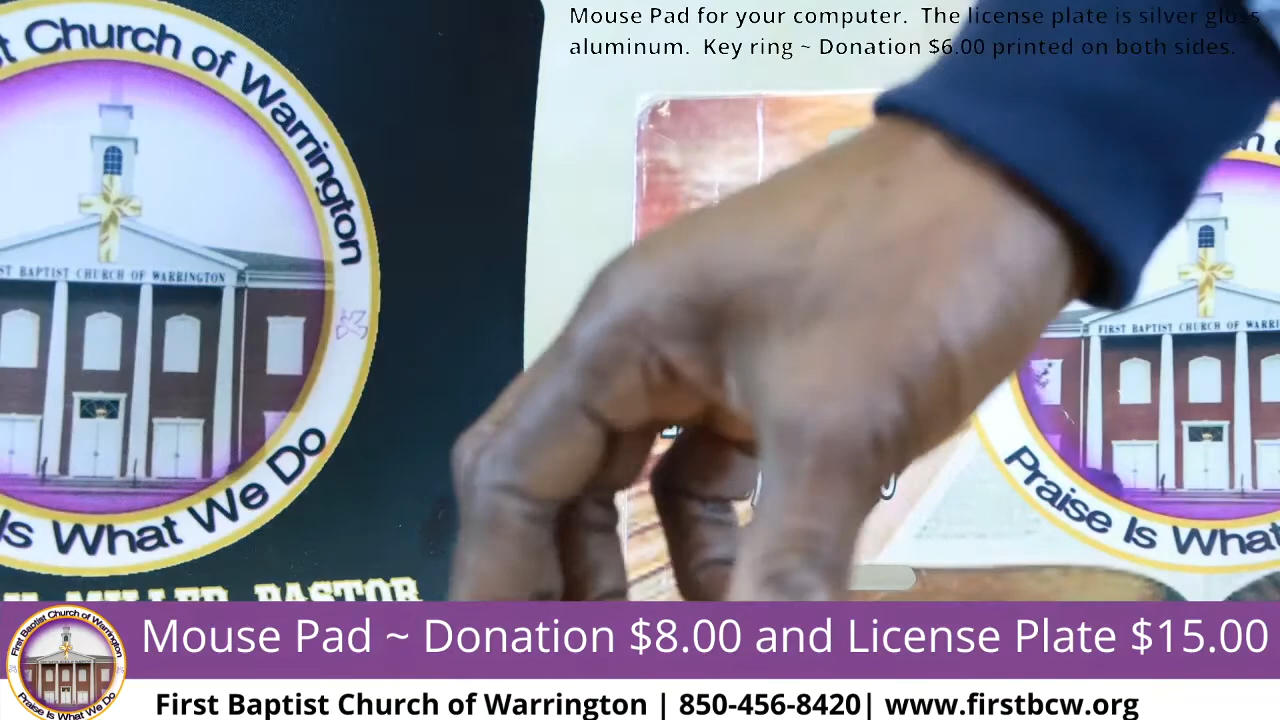 Mouse Pad for your computer. The license plate is silver gloss
aluminum. Key ring ~ Donation $6.00 printed on both sides.
Church of Warrington
FIRST BAPTIST CHURCH OF WARRINGTON
Is What We Do
MILLER, PASTOR
FIRST BAPTIST CHURCH OF
Praise Is What
Mouse Pad ~ Donation $8.00 and License Plate $15.00
First Baptist Church of Warrington
Praise Is What We Do
First Baptist Church of Warrington | 850-456-8420| www.firstbcw.org